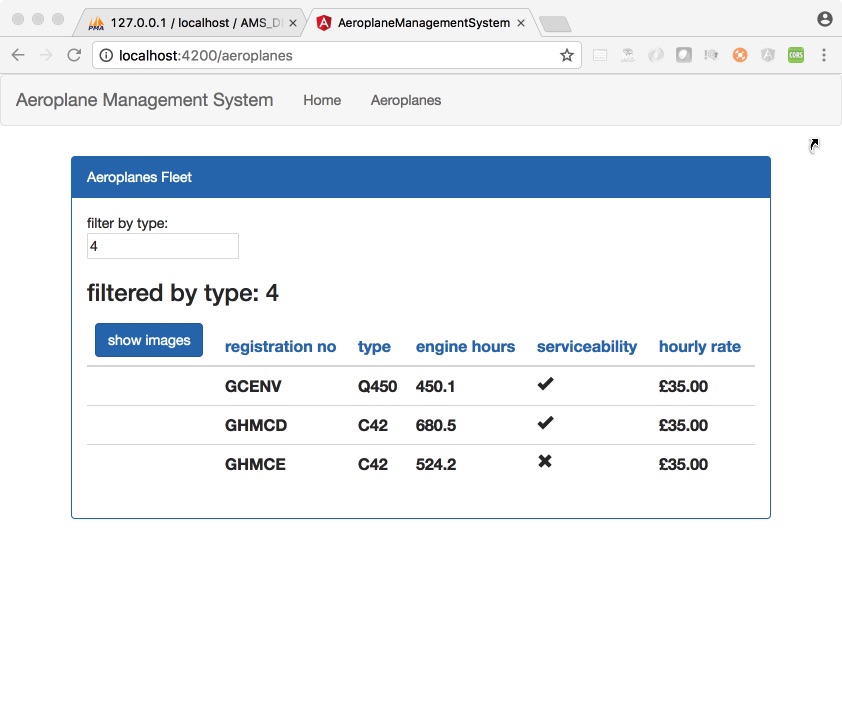 127.0.0.1 / localhost / AMS_D
AeroplaneManagementSystem
localhost:4200/aeroplanes
Aeroplane Management System Home Aeroplanes
Aeroplanes Fleet
filter by type:
4
filtered by type: 4
show images registration no type engine hours serviceability hourly rate
GCENV Q450 450.1 £35.00
GHMCD C42 680.5 £35.00
GHMCE C42 524.2 £35.00